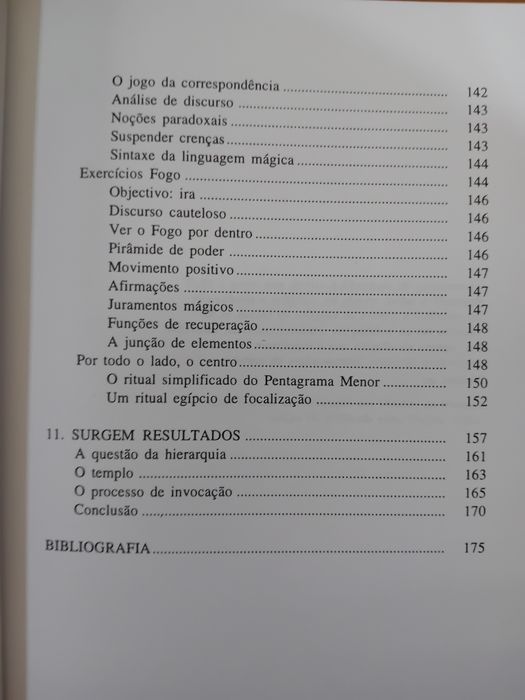 O jogo da correspondência ........ 142
Análise de discurso ........ 143
Noções paradoxais ........ 143
Suspender crenças ........ 143
Sintaxe da linguagem mágica ........ 144
Exercícios Fogo ........ 144
Objectivo: ira ........ 146
Discurso cauteloso ........ 146
Ver o Fogo por dentro ........ 146
Pirâmide de poder ........ 146
Movimento positivo ........ 147
Afirmações ........ 147
Juramentos mágicos ........ 147
Funções de recuperação ........ 148
A junção de elementos ........ 148
Por todo o lado, o centro ........ 148
O ritual simplificado do Pentagrama Menor ........ 150
Um ritual egípcio de focalização ........ 152
11. SURGEM RESULTADOS ........ 157
A questão da hierarquia ........ 161
O templo ........ 163
O processo de invocação ........ 165
Conclusão ........ 170
BIBLIOGRAFIA ........ 175